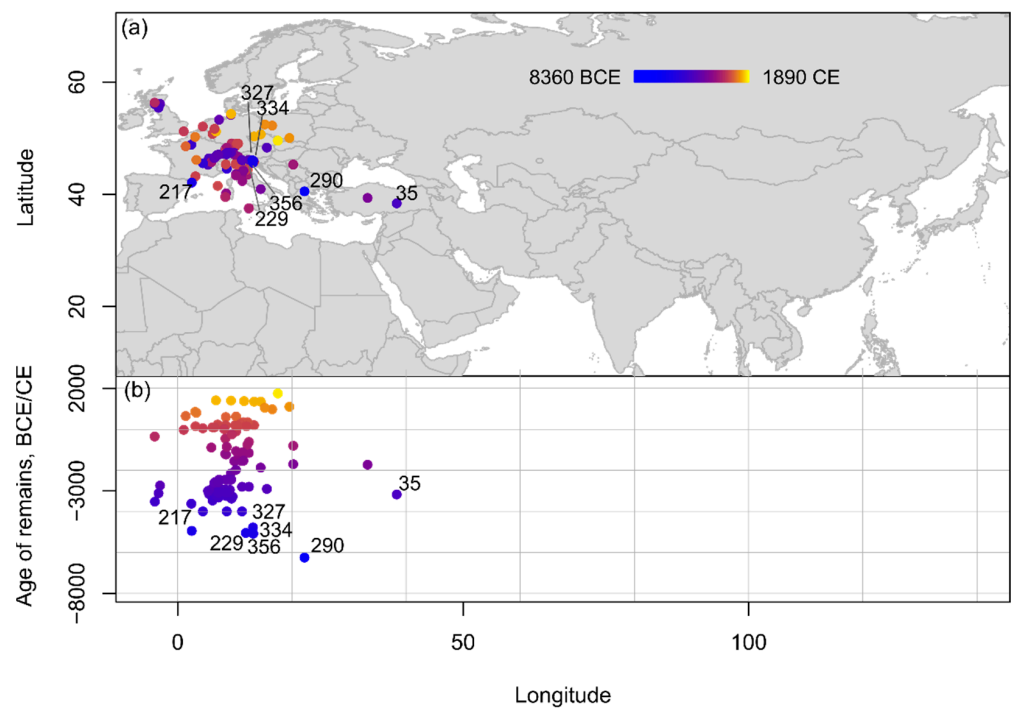 (a)
8360 BCE 1890 CE
60
327
334
Latitude
217
290
35
40
356
229
20
(b)
2000
Age of remains, BCE/CE
35
-3000
217
327
334
229 356
290
-8000
0 50 100
Longitude